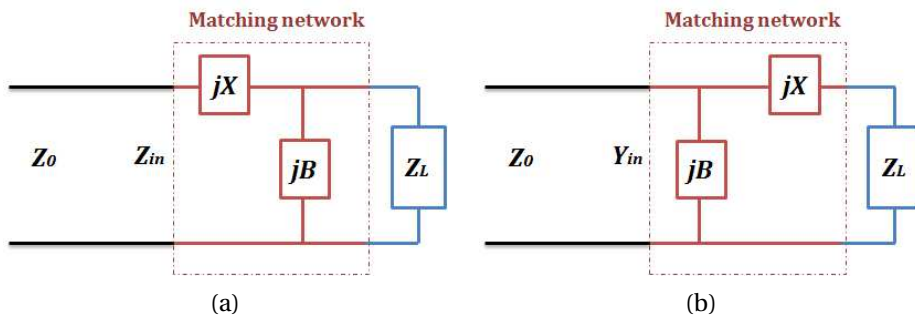 Matching network
Matching network
jX
jX
Z0
Zin
jB
ZL
Z0
Yin
jB
ZL
(a)
(b)